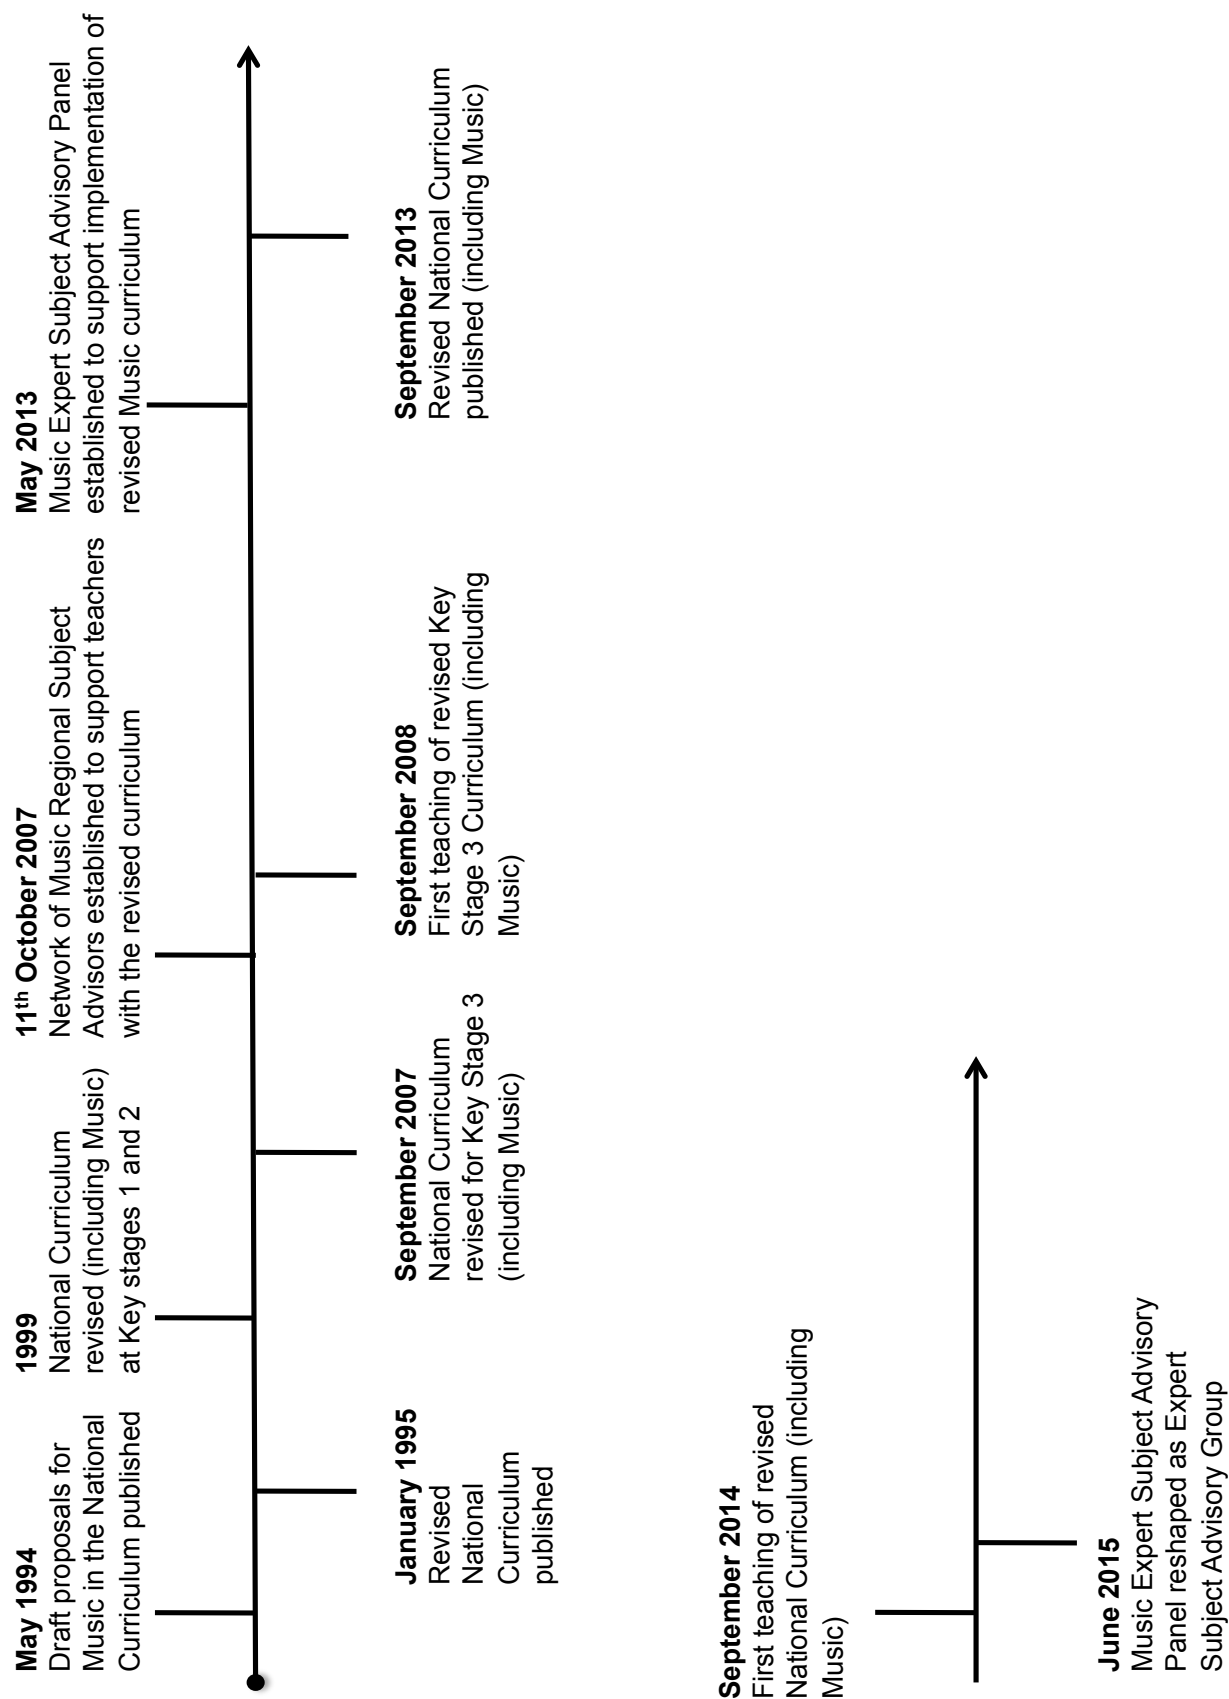 May 1994
Draft proposals for
Music in the National
Curriculum published
1999
National Curriculum
revised (including Music)
at Key stages 1 and 2
11th October 2007
Network of Music Regional Subject
Advisors established to support teachers
with the revised curriculum
May 2013
Music Expert Subject Advisory Panel
established to support implementation of
revised Music curriculum
January 1995
Revised
National
Curriculum
published
September 2007
National Curriculum
revised for Key Stage 3
(including Music)
September 2008
First teaching of revised Key
Stage 3 Curriculum (including
Music)
September 2013
Revised National Curriculum
published (including Music)
September 2014
First teaching of revised
National Curriculum (including
Music)
June 2015
Music Expert Subject Advisory
Panel reshaped as Expert
Subject Advisory Group